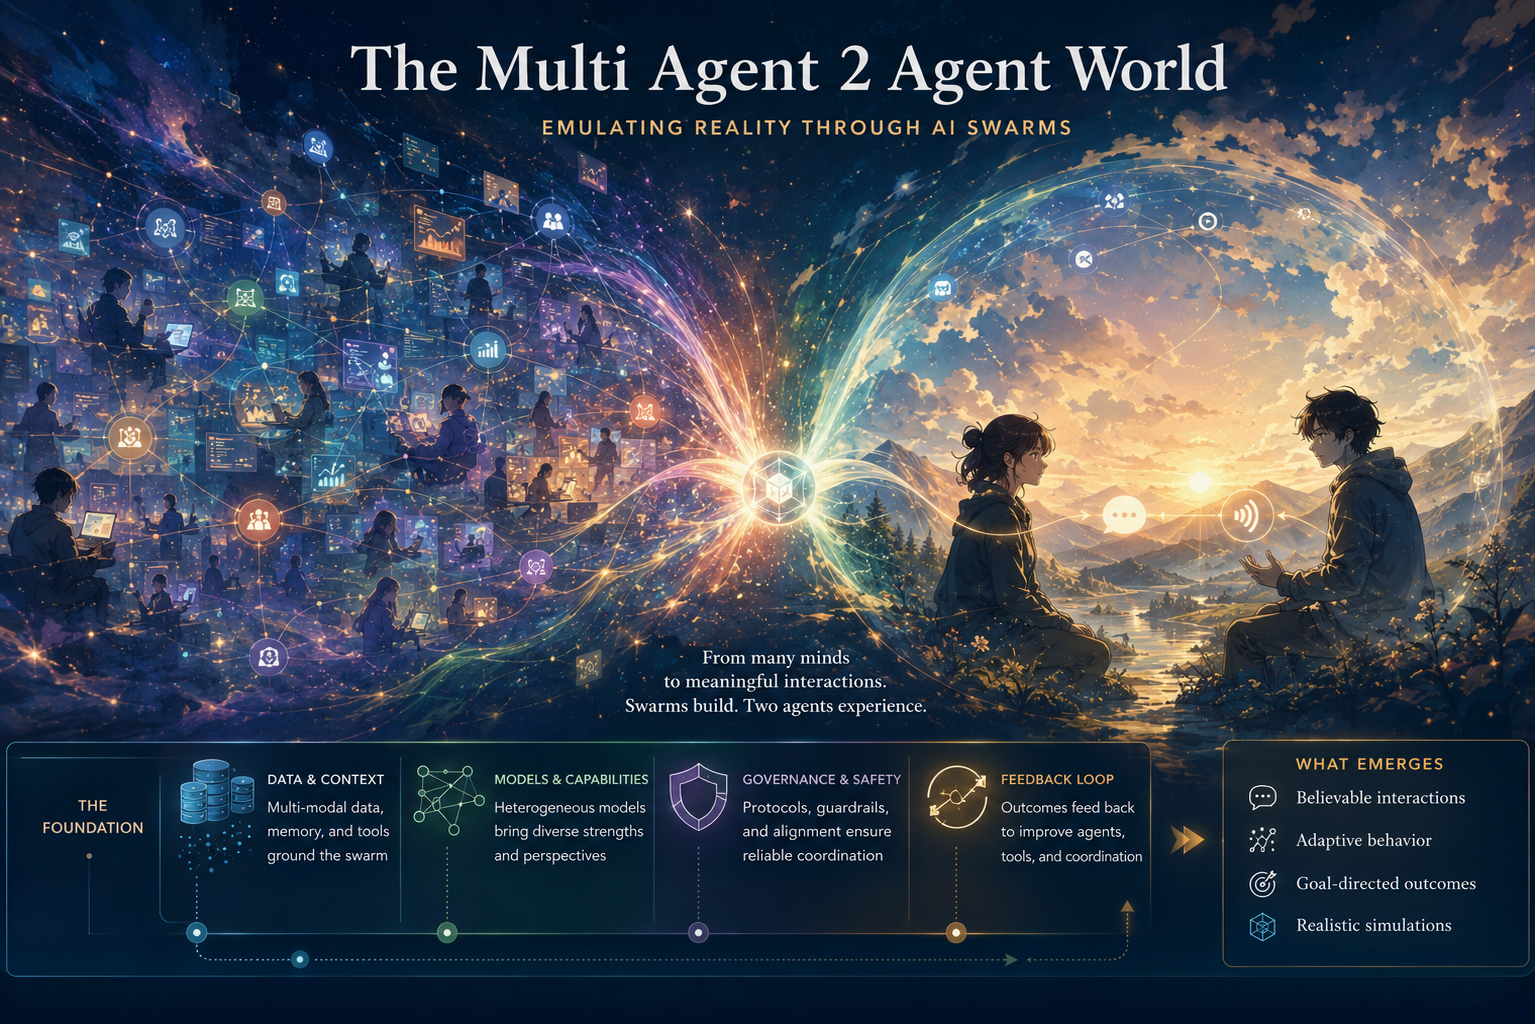 The Multi Agent 2 Agent World
EMULATING REALITY THROUGH AI SWARMS
From many minds
to meaningful interactions.
Swarms build. Two agents experience.
THE
FOUNDATION
DATA & CONTEXT
Multi-modal data,
memory, and tools
ground the swarm
MODELS & CAPABILITIES
Heterogeneous models
bring diverse strengths
and perspectives
GOVERNANCE & SAFETY
Protocols, guardrails,
and alignment ensure
reliable coordination
FEEDBACK LOOP
Outcomes feed back
to improve agents,
tools, and coordination
WHAT EMERGES
Believable interactions
Adaptive behavior
Goal-directed outcomes
Realistic simulations